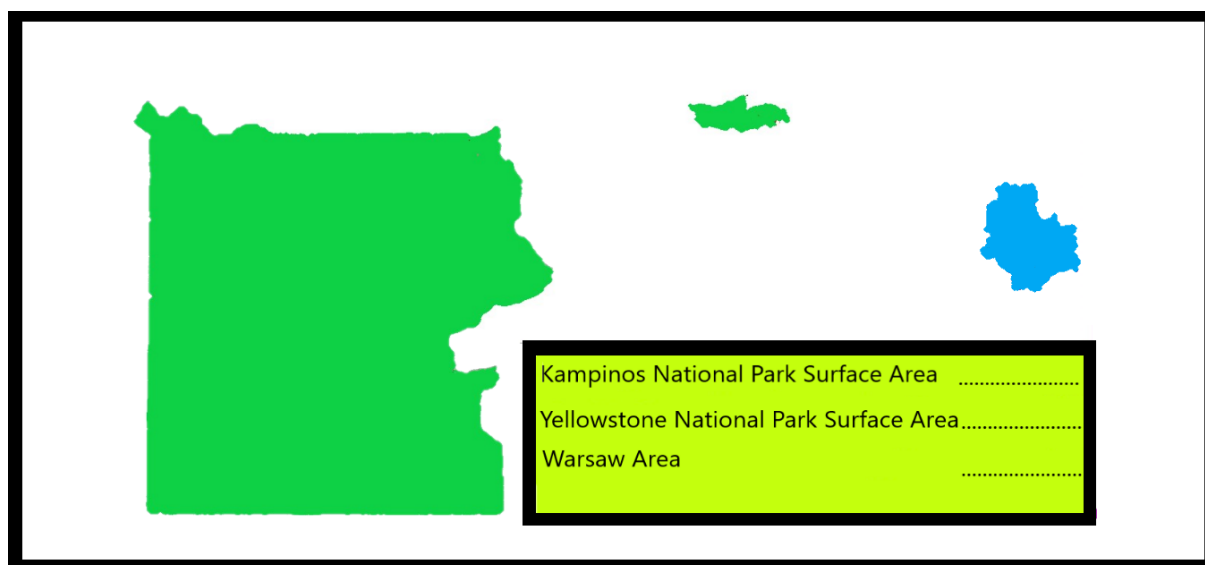 Kampinos National Park Surface Area .......................
Yellowstone National Park Surface Area.......................
Warsaw Area .......................